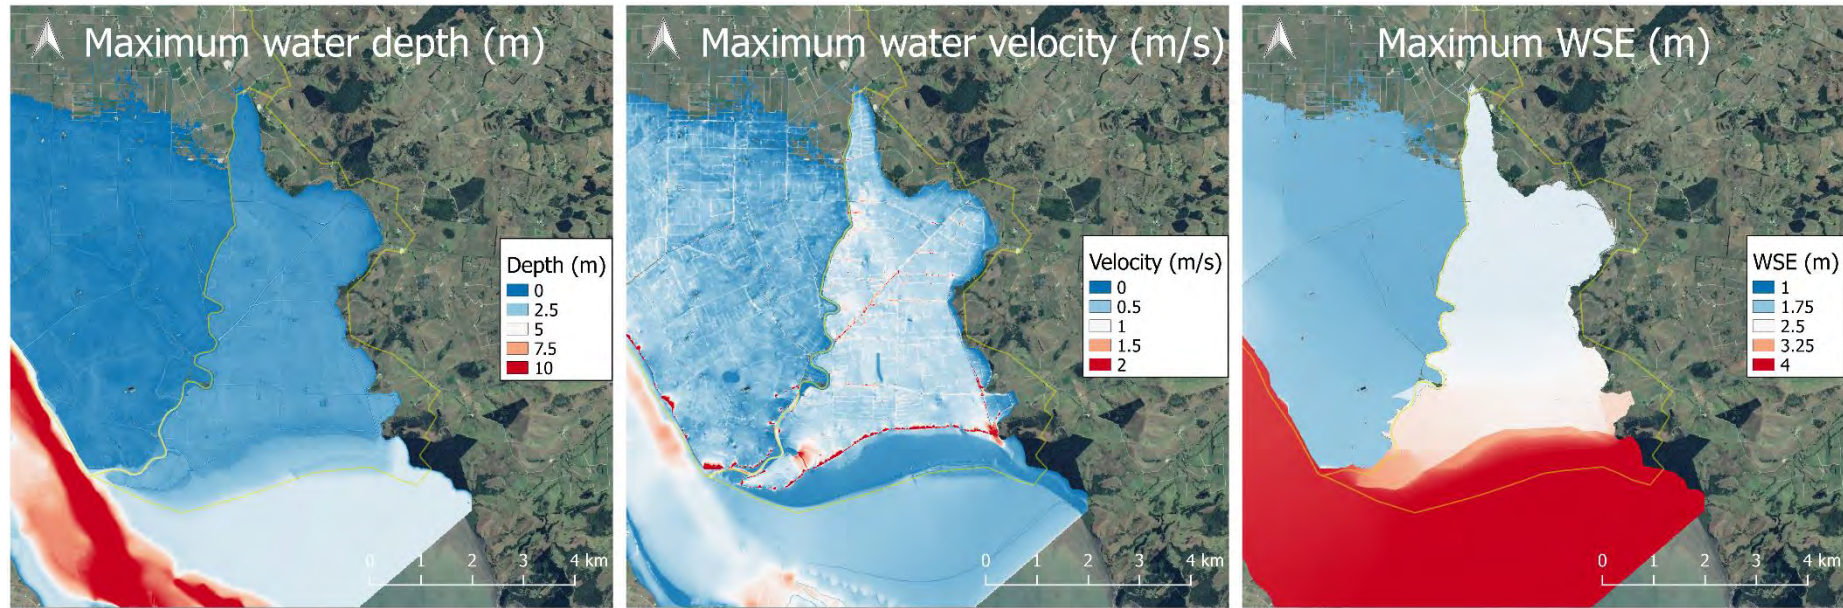 Maximum water depth (m)
Depth (m)
0
2.5
5
7.5
10
0 1 2 3 4 km
Maximum water velocity (m/s)
Velocity (m/s)
0
0.5
1
1.5
2
0 1 2 3 4 km
Maximum WSE (m)
WSE (m)
1
1.75
2.5
3.25
4
0 1 2 3 4 km